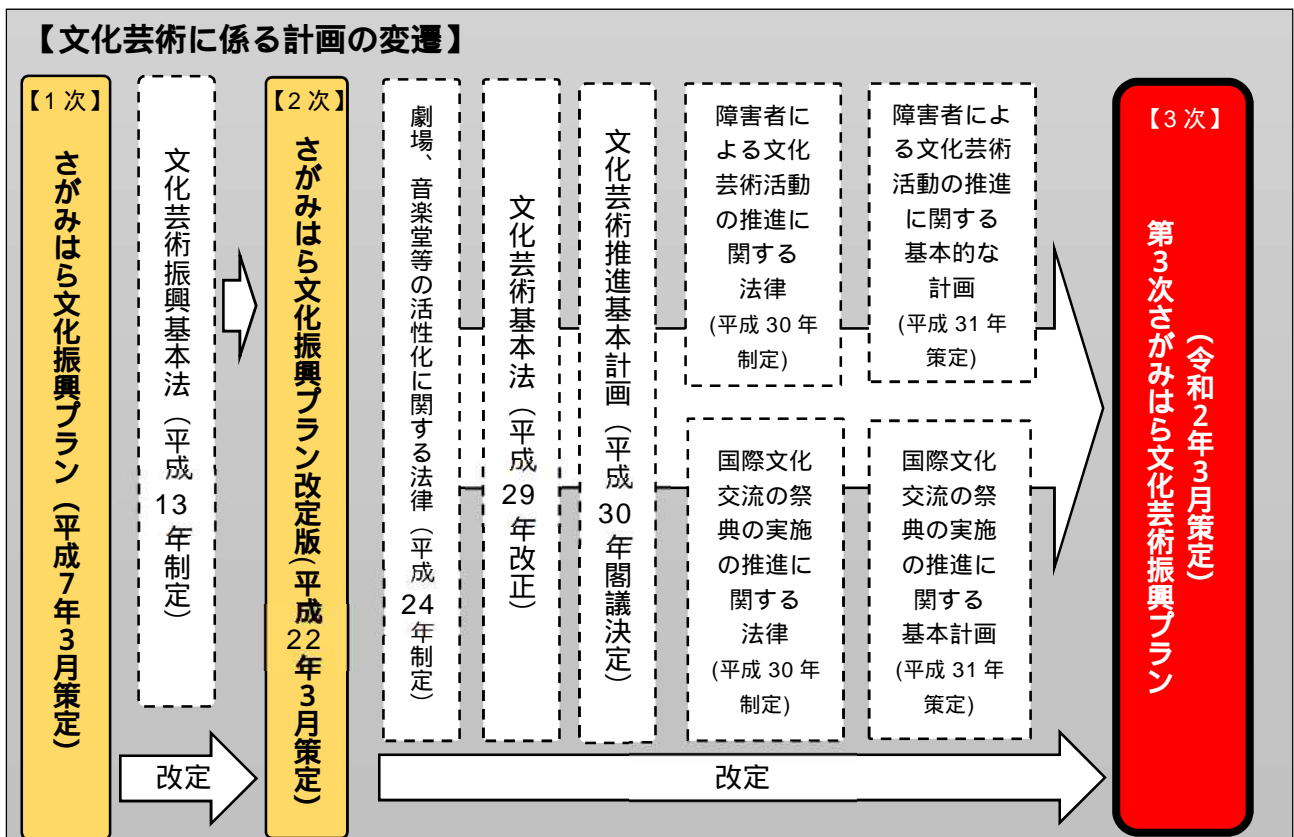 【文化芸術に係る計画の変遷】
【1次】
さがみはら文化振興プラン（平成7年3月策定）
文化芸術振興基本法（平成13年制定）
【2次】
さがみはら文化振興プラン改定版（平成22年3月策定）
劇場、音楽堂等の活性化に関する法律（平成24年制定）
文化芸術基本法（平成29年改正）
文化芸術推進基本計画（平成30年閣議決定）
障害者に
よる文化
芸術活動
の推進に
関する
法律
(平成 30 年
制定)
障害者によ
る文化芸術
活動の推進
に関する
基本的な
計画
(平成 31 年
策定)
国際文化
交流の祭
典の実施
の推進に
関する
法律
(平成 30 年
制定)
国際文化
交流の祭
典の実施
の推進に
関する
基本計画
(平成 31 年
策定)
【3次】
第3次さがみはら文化芸術振興プラン
（令和2年3月策定）
改定
改定